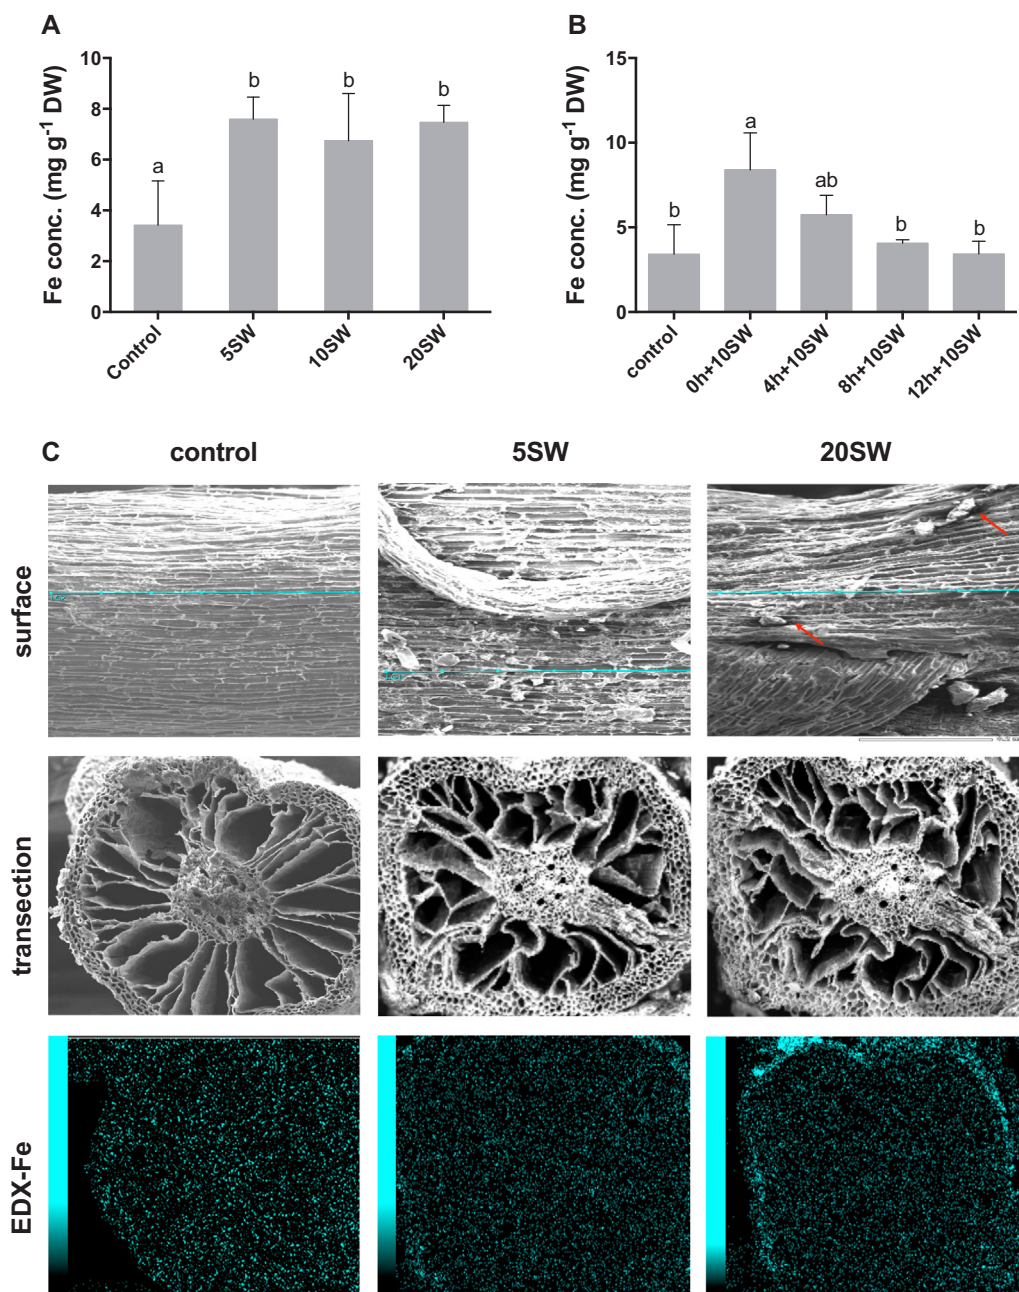 A
B
Fe conc. (mg g⁻¹ DW)
10
8
6
4
2
0
a
b
b
b
Control
5SW
10SW
20SW
Fe conc. (mg g⁻¹ DW)
15
10
5
0
b
a
ab
b
b
control
0h+10SW
4h+10SW
8h+10SW
12h+10SW
C
control
5SW
20SW
surface
transection
EDX-Fe